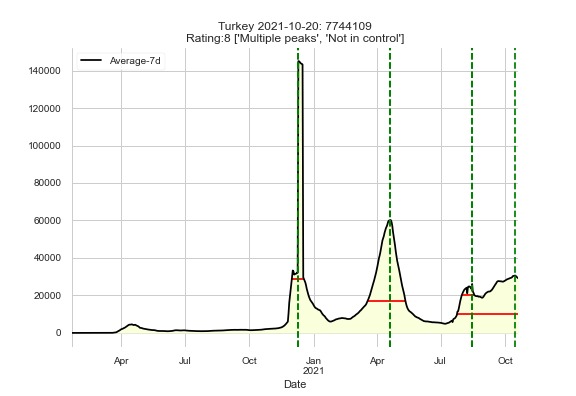 Turkey 2021-10-20: 7744109
Rating:8 ['Multiple peaks', 'Not in control']
Average-7d
140000
120000
100000
80000
60000
40000
20000
0
Apr Jul Oct Jan Apr Jul Oct
2021
Date